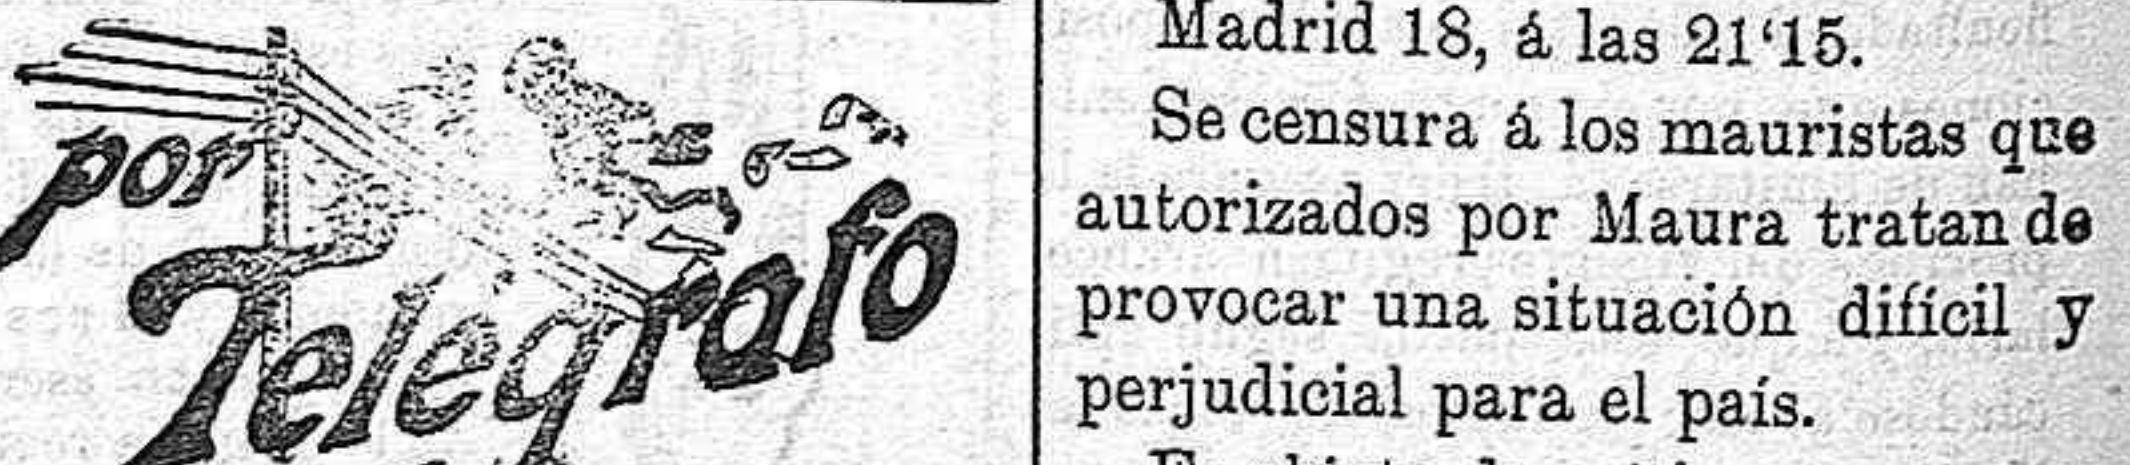 por
Telegrafo
Madrid 18, á las 21‘15.
Se censura á los mauristas que
autorizados por Maura tratan de
provocar una situación difícil y
perjudicial para el país.